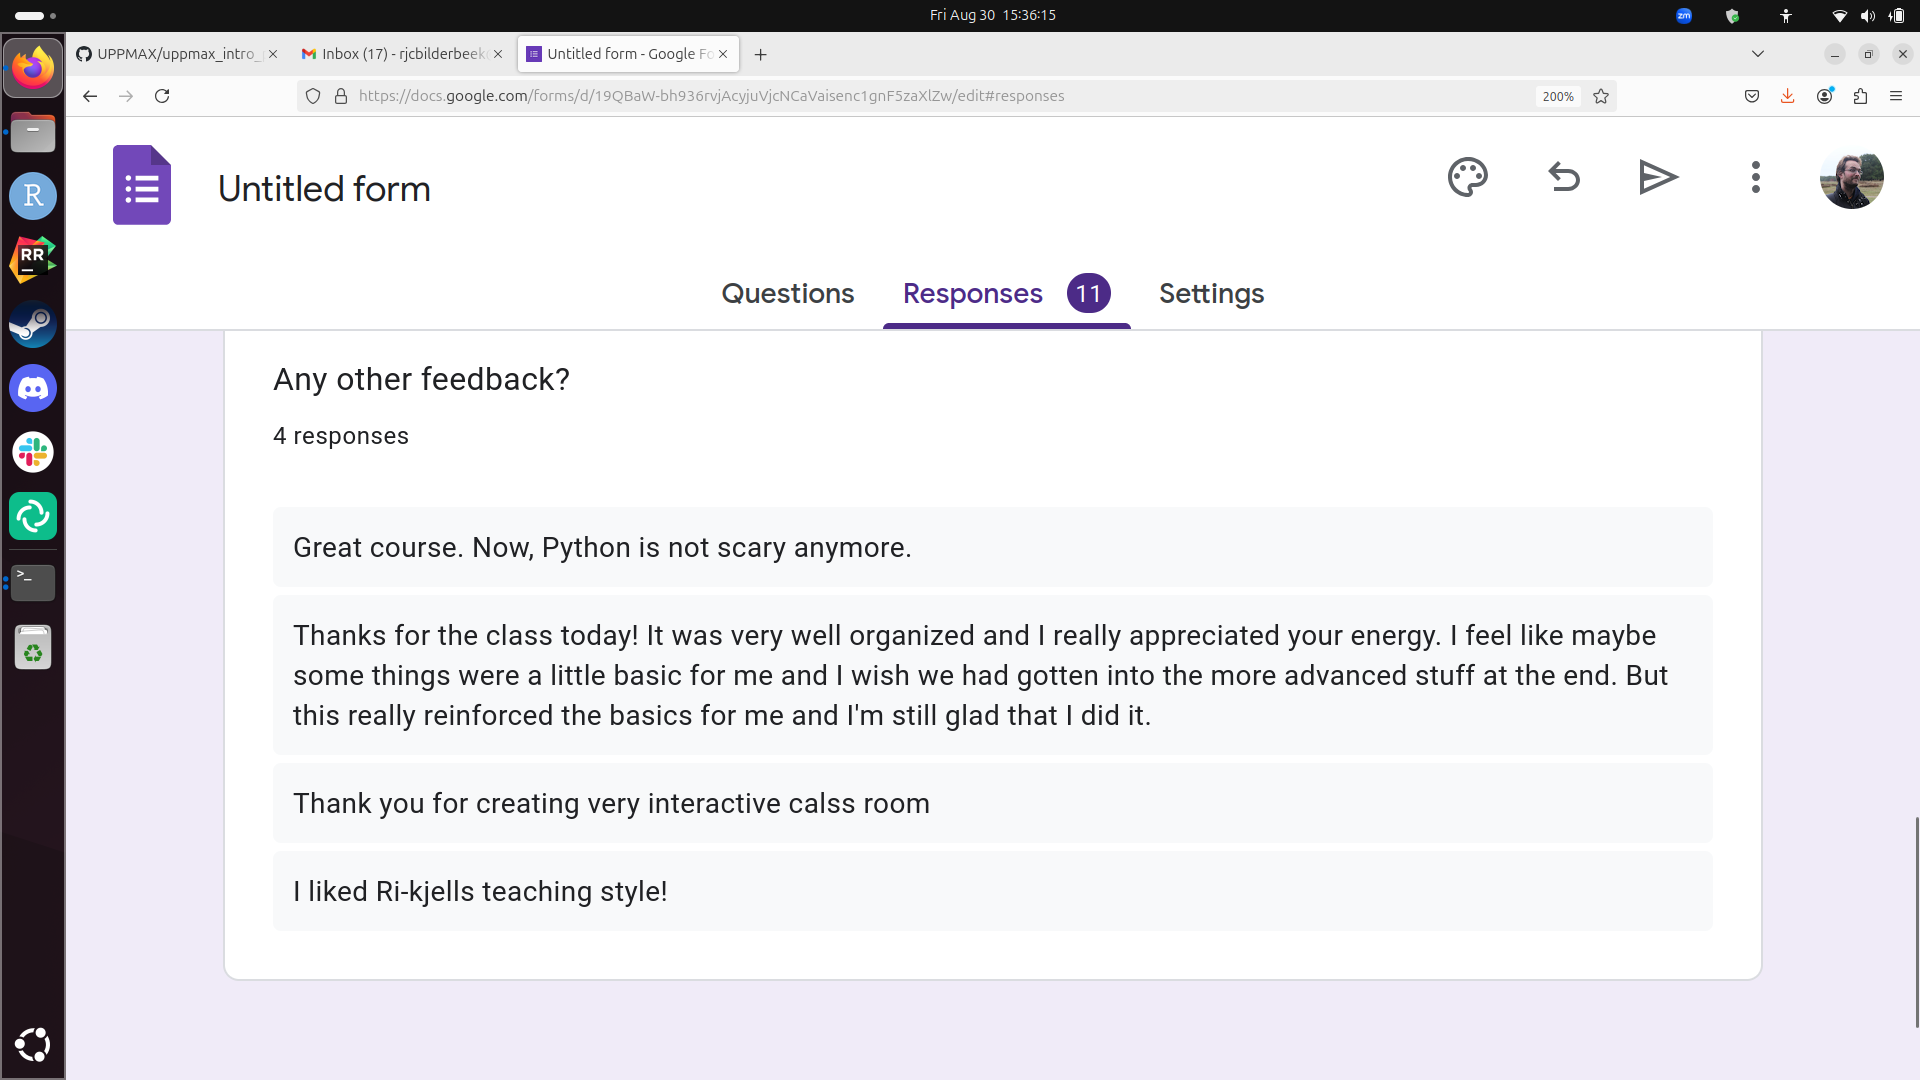 Fri Aug 30 15:36:15
zm
UPPMAX/uppmax_intro_
Inbox (17) - rjcbilderbeek
Untitled form - Google Fo
https://docs.google.com/forms/d/19QBaW-bh936rvjAcyjuVjcNCaVaisenc1gnF5zaXlZw/edit#responses
200%
Untitled form
Questions
Responses
11
Settings
Any other feedback?
4 responses
Great course. Now, Python is not scary anymore.
Thanks for the class today! It was very well organized and I really appreciated your energy. I feel like maybe
some things were a little basic for me and I wish we had gotten into the more advanced stuff at the end. But
this really reinforced the basics for me and I'm still glad that I did it.
Thank you for creating very interactive calss room
I liked Ri-kjells teaching style!
R
RR
>_